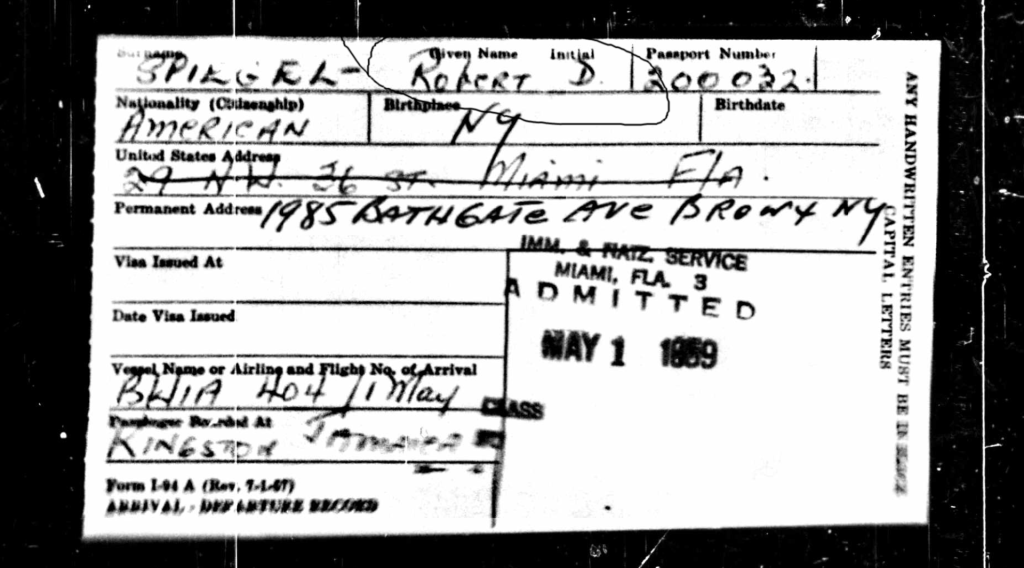 Surname Given Name Initial Passport Number
SPIEGEL- ROBERT D. 200032.
Nationality (Citizenship) Birthplace Birthdate
AMERICAN NY
United States Address
29 N.W. 36 ST. Miami FlA.
Permanent Address 1985 BATHGATE AVE BRONX NY
Visa Issued At
IMM. & NATZ. SERVICE
MIAMI, FLA. 3
ADMITTED
Date Visa Issued
MAY 1 1959
Vessel Name or Airline and Flight No. of Arrival
BWIA 404 / 1 May
CLASS
Passenger Boarded At
KINGSTON JAMAICA
Form I-94 A (Rev. 7-1-57)
ARRIVAL - DEPARTURE RECORD
ANY HANDWRITTEN ENTRIES MUST BE IN
CAPITAL LETTERS